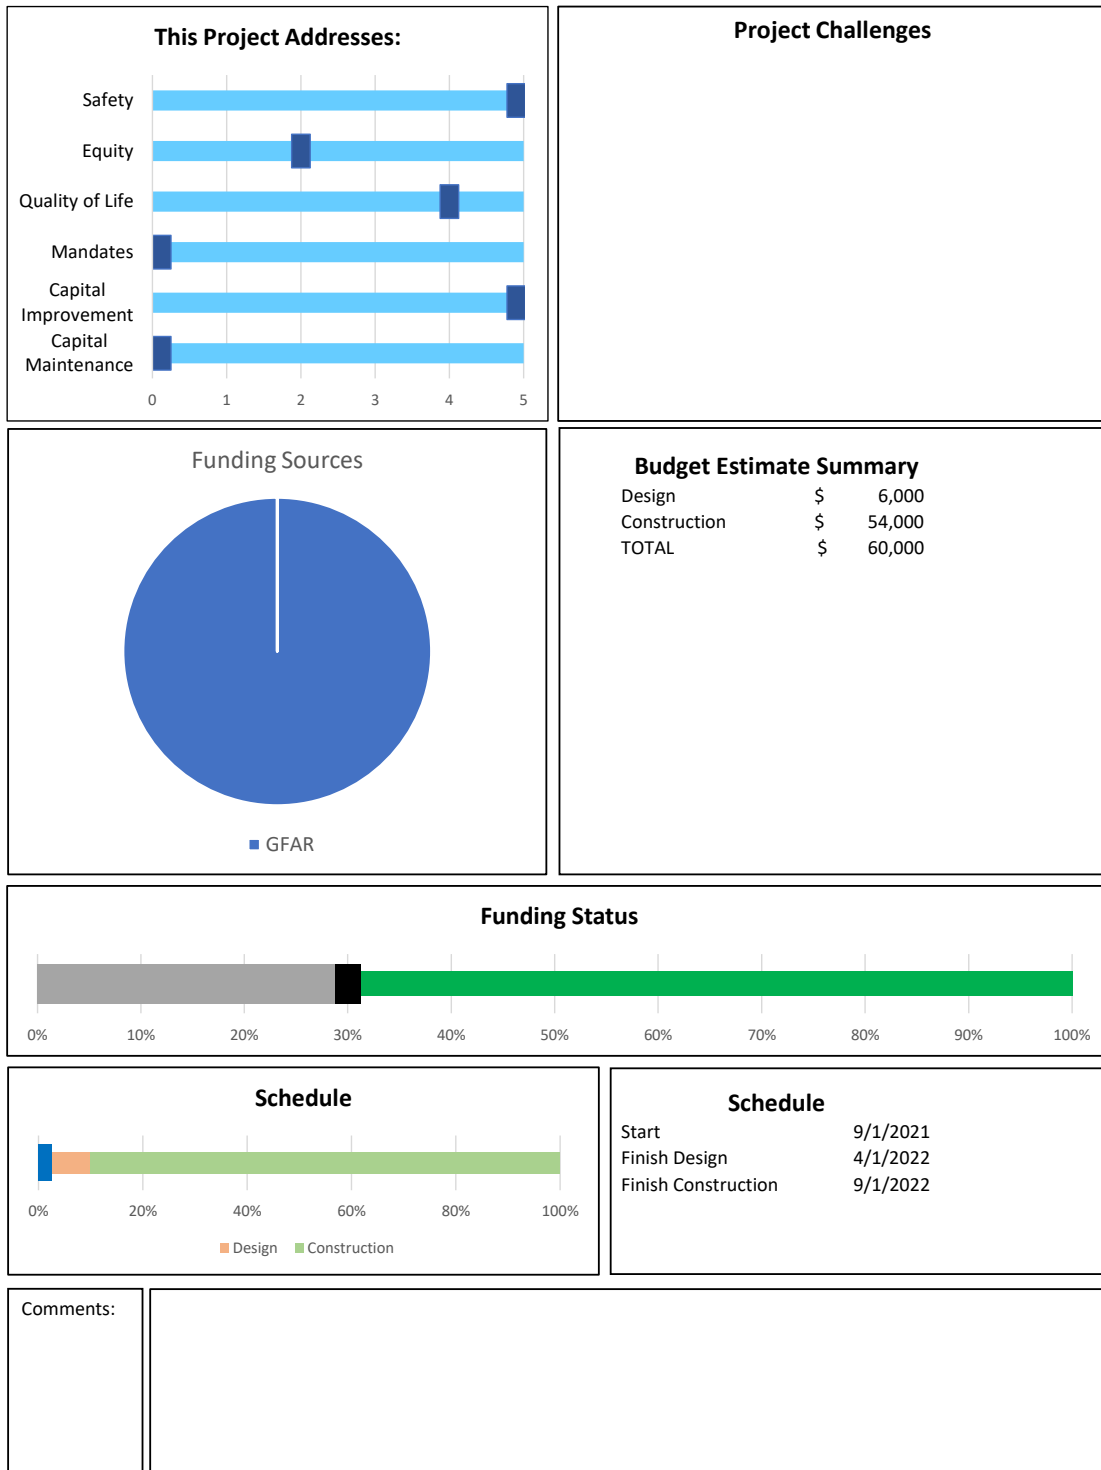 This Project Addresses:
Safety
Equity
Quality of Life
Mandates
Capital
Improvement
Capital
Maintenance
0 1 2 3 4 5
Project Challenges
Funding Sources
GFAR
Budget Estimate Summary
Design $ 6,000
Construction $ 54,000
TOTAL $ 60,000
Funding Status
0% 10% 20% 30% 40% 50% 60% 70% 80% 90% 100%
Schedule
0% 20% 40% 60% 80% 100%
Design Construction
Schedule
Start 9/1/2021
Finish Design 4/1/2022
Finish Construction 9/1/2022
Comments: